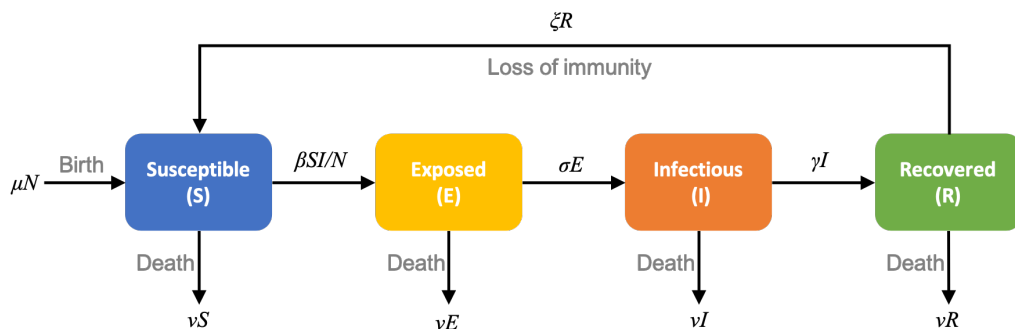 ξR
Loss of immunity
μN
Birth
Susceptible
(S)
βSI/N
Exposed
(E)
σE
Infectious
(I)
γI
Recovered
(R)
Death
Death
Death
Death
νS
νE
νI
νR